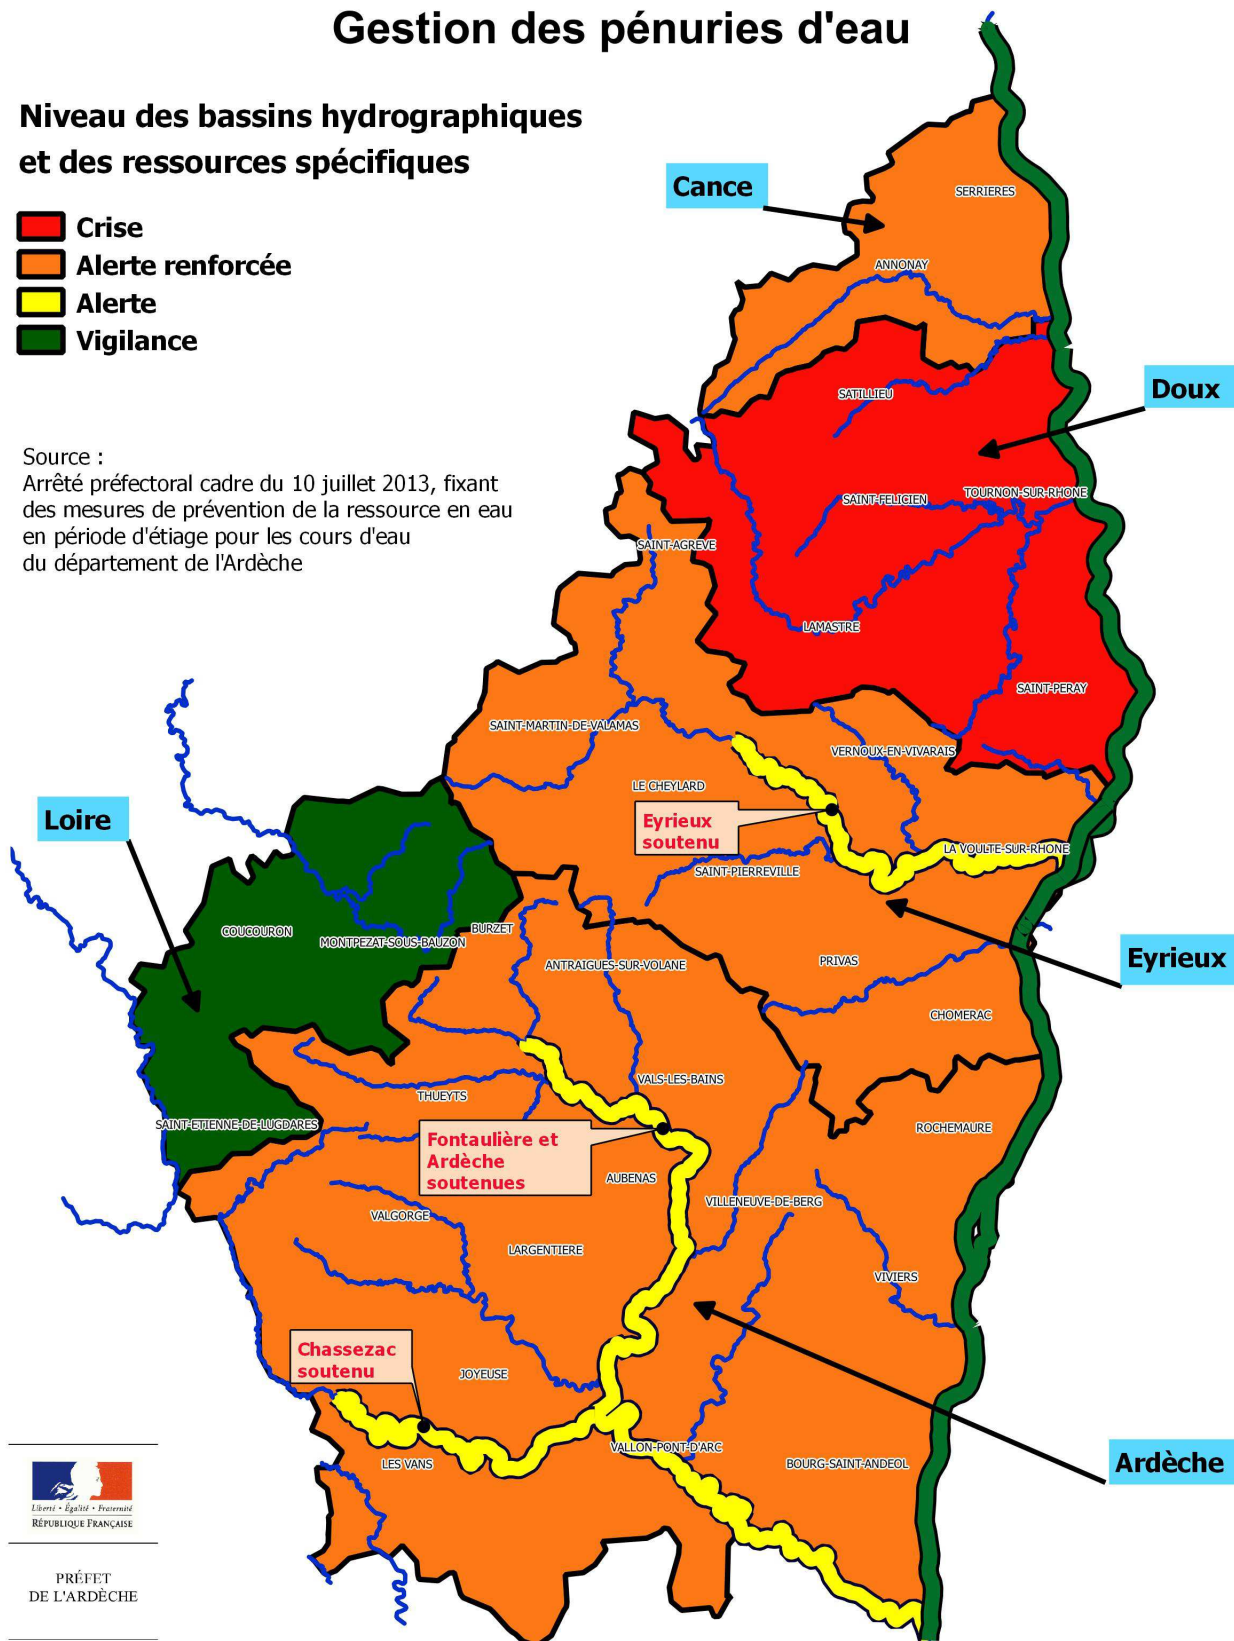 Gestion des pénuries d'eau
Niveau des bassins hydrographiques
et des ressources spécifiques
Crise
Alerte renforcée
Alerte
Vigilance
Source :
Arrêté préfectoral cadre du 10 juillet 2013, fixant
des mesures de prévention de la ressource en eau
en période d'étiage pour les cours d'eau
du département de l'Ardèche
Cance
SERRIERES
ANNONAY
Doux
SATILLIEU
SAINT-FELICIEN
TOURNON-SUR-RHONE
SAINT-AGREVE
LAMASTRE
SAINT-PERAY
SAINT-MARTIN-DE-VALAMAS
VERNOUX-EN-VIVARAIS
LE CHEYLARD
Loire
Eyrieux
soutenu
LA VOULTE-SUR-RHONE
SAINT-PIERREVILLE
COUCOURON
BURZET
MONTPEZAT-SOUS-BAUZON
ANTRAIGUES-SUR-VOLANE
PRIVAS
Eyrieux
CHOMERAC
VALS-LES-BAINS
THUEYTS
SAINT-ETIENNE-DE-LUGDARES
ROCHEMAURE
Fontaulière et
Ardèche
soutenues
AUBENAS
VILLENEUVE-DE-BERG
VALGORGE
LARGENTIERE
VIVIERS
Chassezac
soutenu
JOYEUSE
VALLON-PONT-D'ARC
LES VANS
BOURG-SAINT-ANDEOL
Ardèche
Liberté • Égalité • Fraternité
RÉPUBLIQUE FRANÇAISE
PRÉFET
DE L'ARDÈCHE